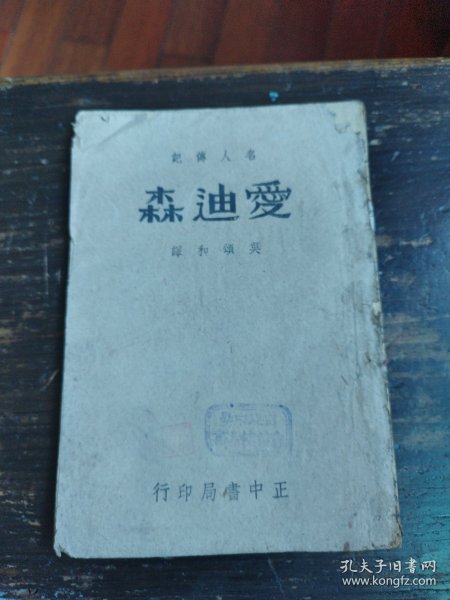 名人傳記
愛迪森
吳頌和譯
正中書局印行
孔夫子旧书网
www.kongfz.com